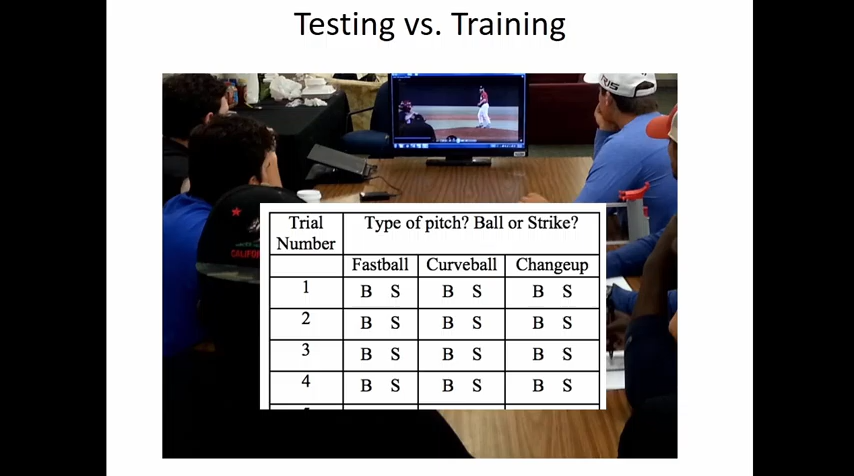 Testing vs. Training
Trial Number
Type of pitch? Ball or Strike?
Fastball Curveball Changeup
1 B S B S B S
2 B S B S B S
3 B S B S B S
4 B S B S B S